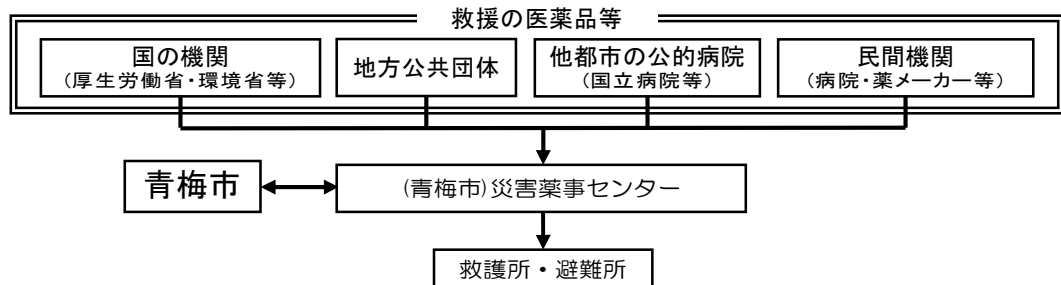 救援の医薬品等
国の機関
(厚生労働省・環境省等)
地方公共団体
他都市の公的病院
(国立病院等)
民間機関
(病院・薬メーカー等)
青梅市
(青梅市)災害薬事センター
救護所・避難所